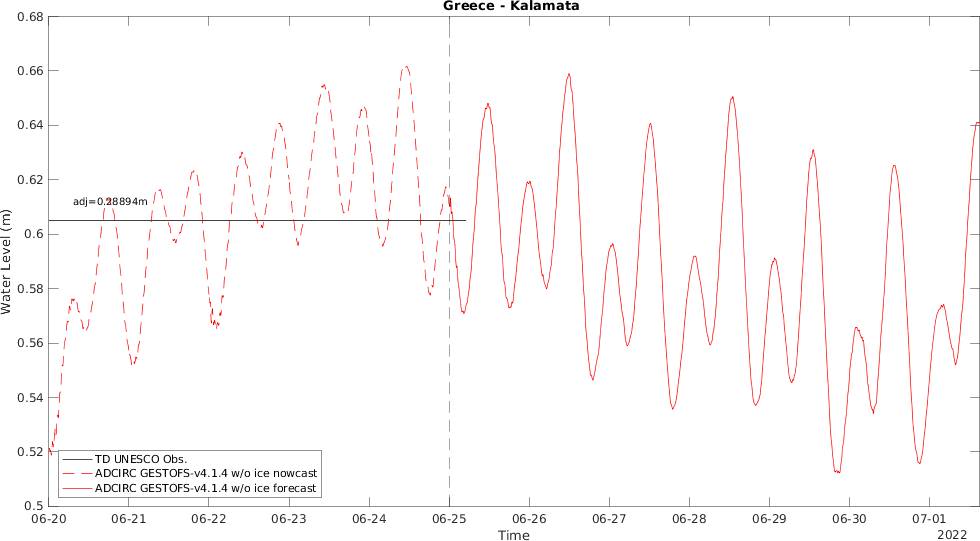 Greece - Kalamata
0.68
0.66
0.64
0.62
0.6
0.58
0.56
0.54
0.52
0.5
Water Level (m)
adj=0.28894m
TD UNESCO Obs.
ADCIRC GESTOFS-v4.1.4 w/o ice nowcast
ADCIRC GESTOFS-v4.1.4 w/o ice forecast
06-20 06-21 06-22 06-23 06-24 06-25 06-26 06-27 06-28 06-29 06-30 07-01
Time
2022